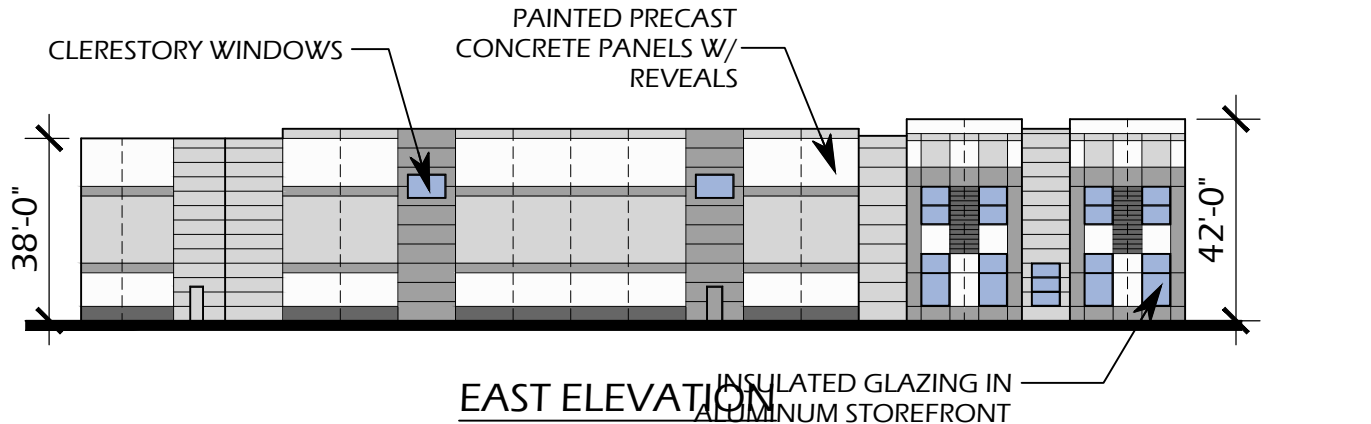 PAINTED PRECAST
CONCRETE PANELS W/
REVEALS
CLERESTORY WINDOWS
38'-0"
42'-0"
INSULATED GLAZING IN
ALUMINUM STOREFRONT
EAST ELEVATION